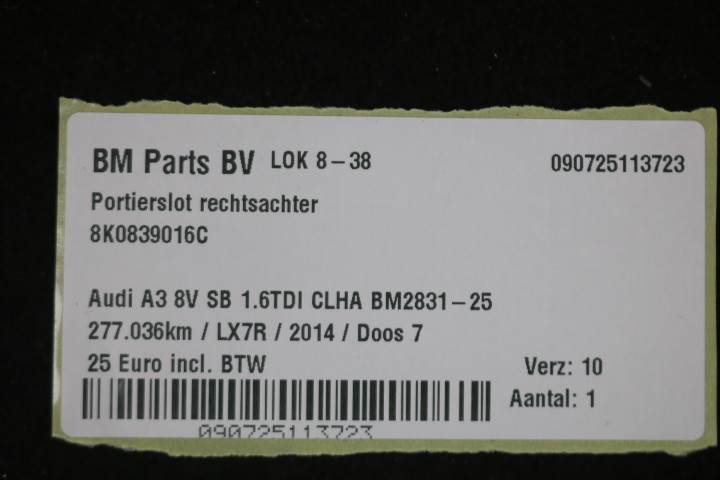 BM Parts BV LOK 8-38 090725113723
Portierslot rechtsachter
8K0839016C
Audi A3 8V SB 1.6TDI CLHA BM2831-25
277.036km / LX7R / 2014 / Doos 7
25 Euro incl. BTW Verz: 10
Aantal: 1
090725113723